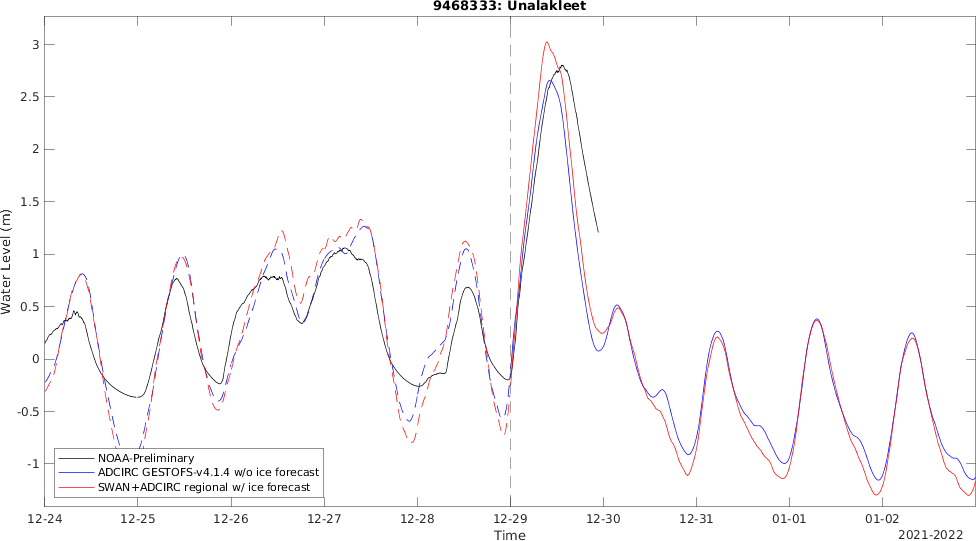 9468333: Unalakleet
Water Level (m)
3
2.5
2
1.5
1
0.5
0
-0.5
-1
NOAA-Preliminary
ADCIRC GESTOFS-v4.1.4 w/o ice forecast
SWAN+ADCIRC regional w/ ice forecast
12-24 12-25 12-26 12-27 12-28 12-29 12-30 12-31 01-01 01-02
Time
2021-2022